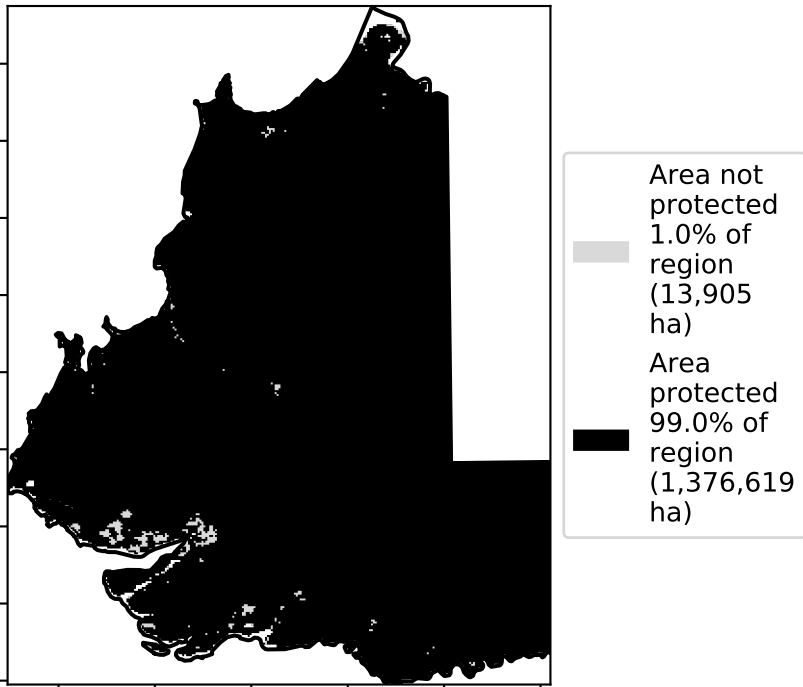 Area not
protected
1.0% of
region
(13,905
ha)
Area
protected
99.0% of
region
(1,376,619
ha)